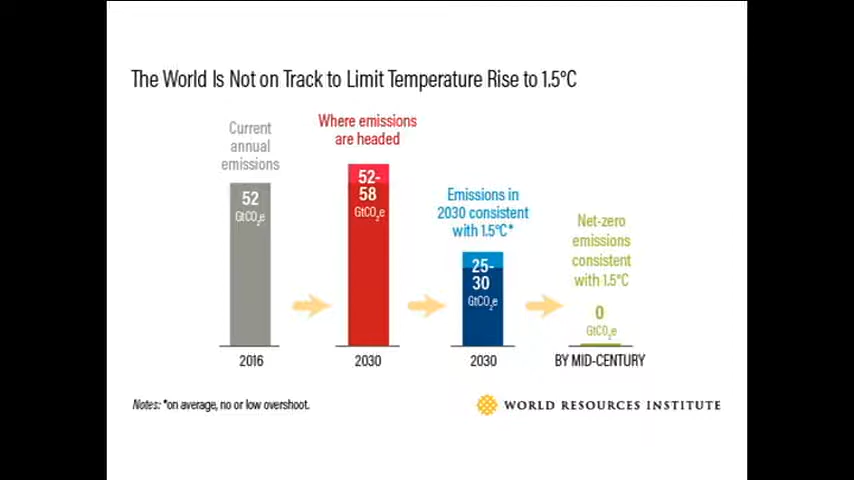 The World Is Not on Track to Limit Temperature Rise to 1.5°C
Current
annual
emissions
52
GtCO₂e
2016
Where emissions
are headed
52-
58
GtCO₂e
2030
Emissions in
2030 consistent
with 1.5°C*
25-
30
GtCO₂e
2030
Net-zero
emissions
consistent
with 1.5°C
0
GtCO₂e
BY MID-CENTURY
Notes: *on average, no or low overshoot.
WORLD RESOURCES INSTITUTE